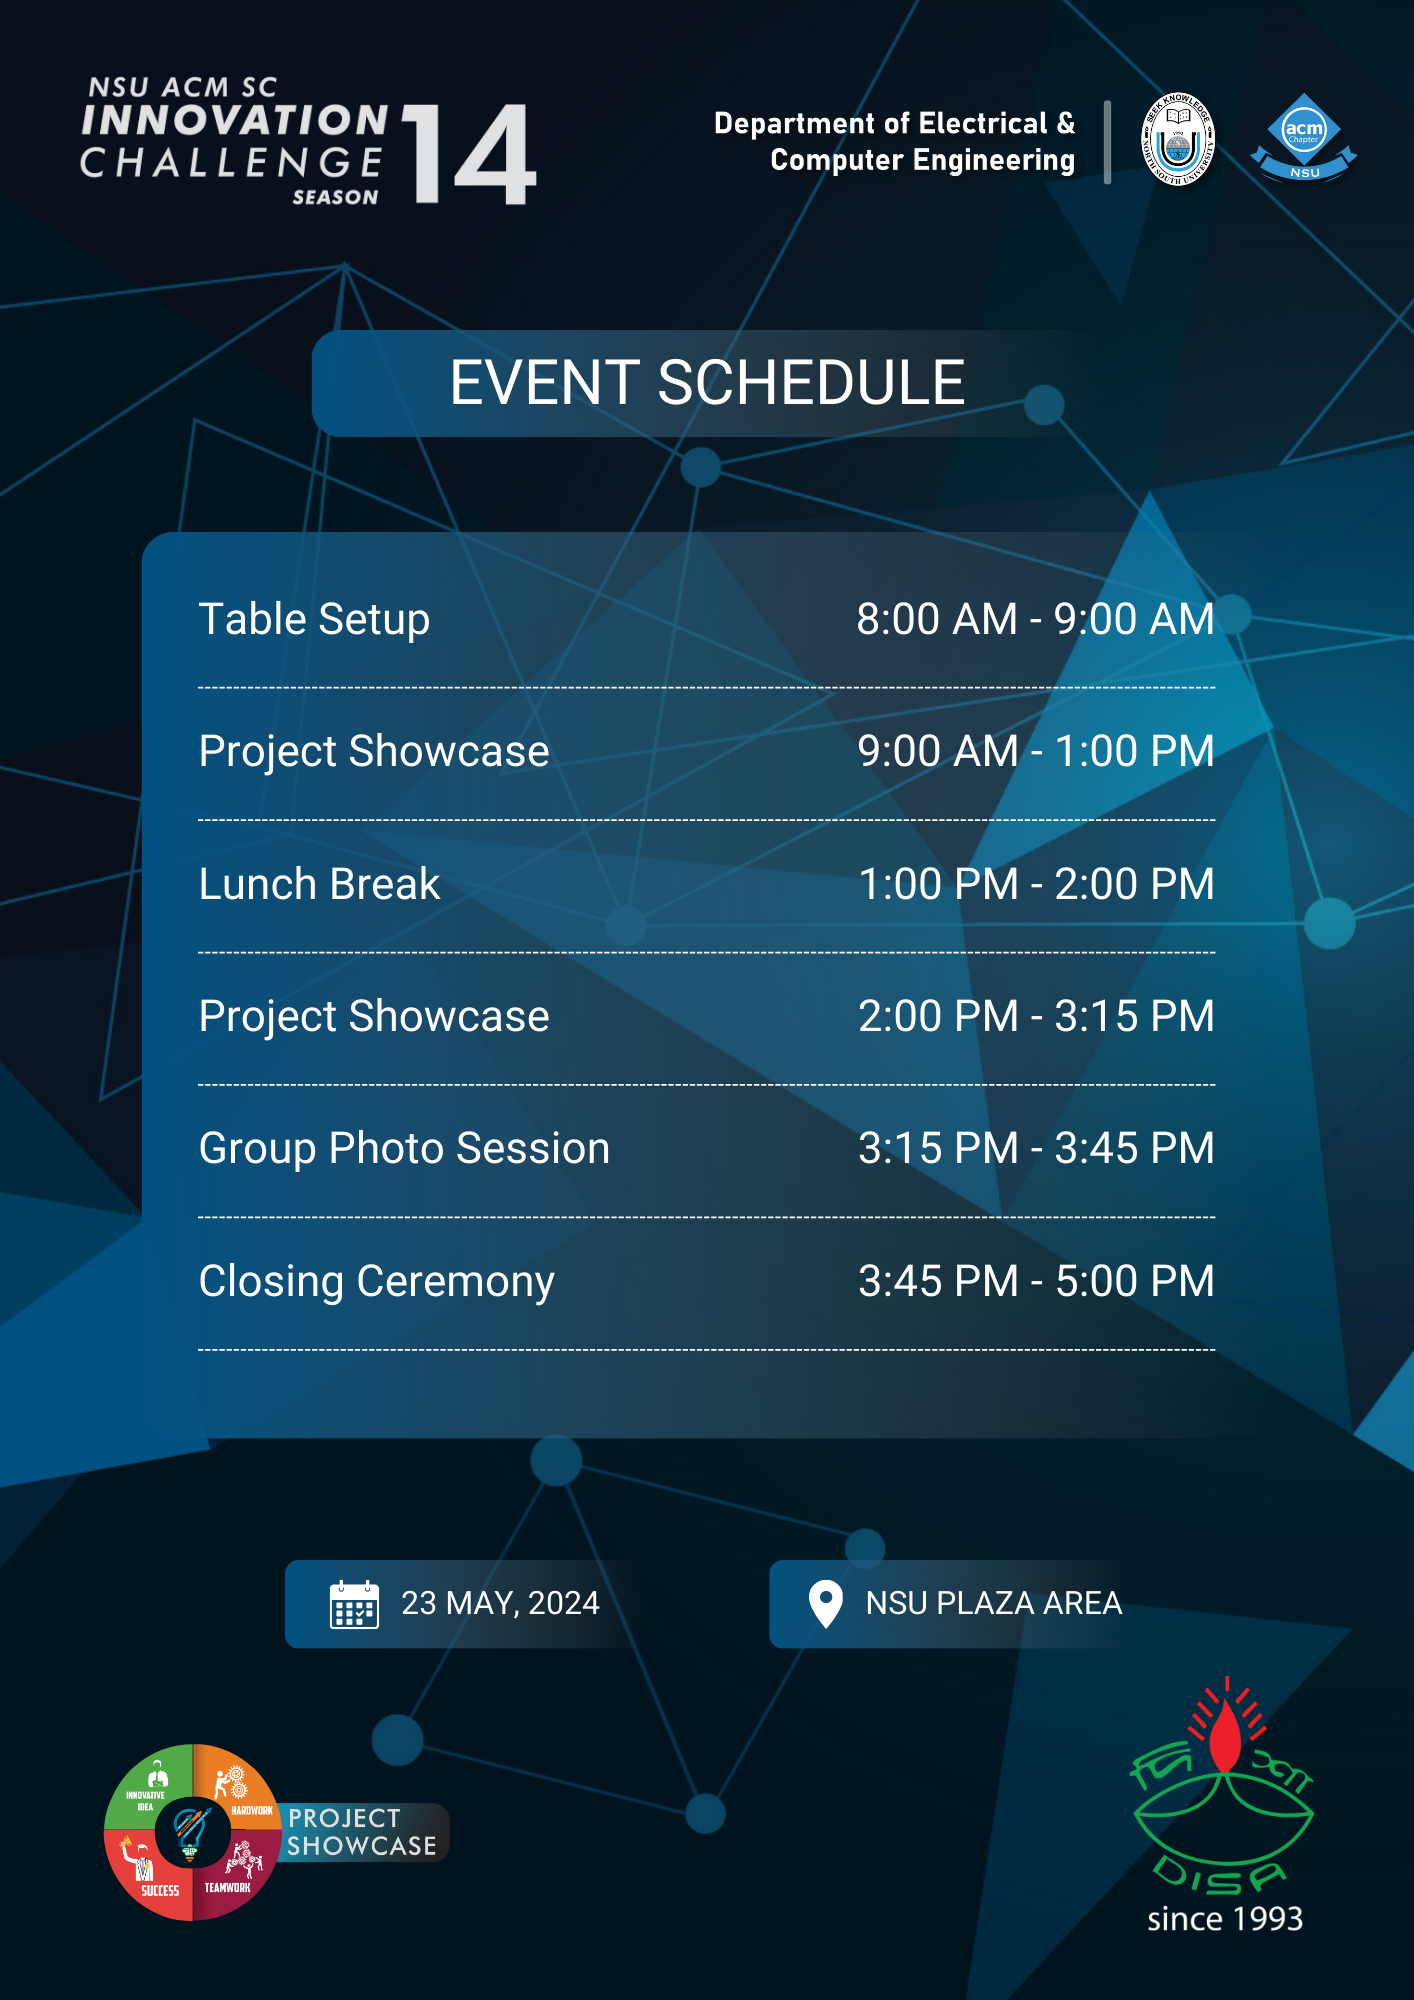 NSU ACM SC
INNOVATION
CHALLENGE
SEASON
14
Department of Electrical &
Computer Engineering
SEEK KNOWLEDGE
1992
NORTH SOUTH UNIVERSITY
acm
Chapter
NSU
EVENT SCHEDULE
Table Setup 8:00 AM - 9:00 AM
Project Showcase 9:00 AM - 1:00 PM
Lunch Break 1:00 PM - 2:00 PM
Project Showcase 2:00 PM - 3:15 PM
Group Photo Session 3:15 PM - 3:45 PM
Closing Ceremony 3:45 PM - 5:00 PM
23 MAY, 2024
NSU PLAZA AREA
INNOVATIVE
IDEA
HARDWORK
SUCCESS
TEAMWORK
PROJECT
SHOWCASE
দিশা
DISA
since 1993